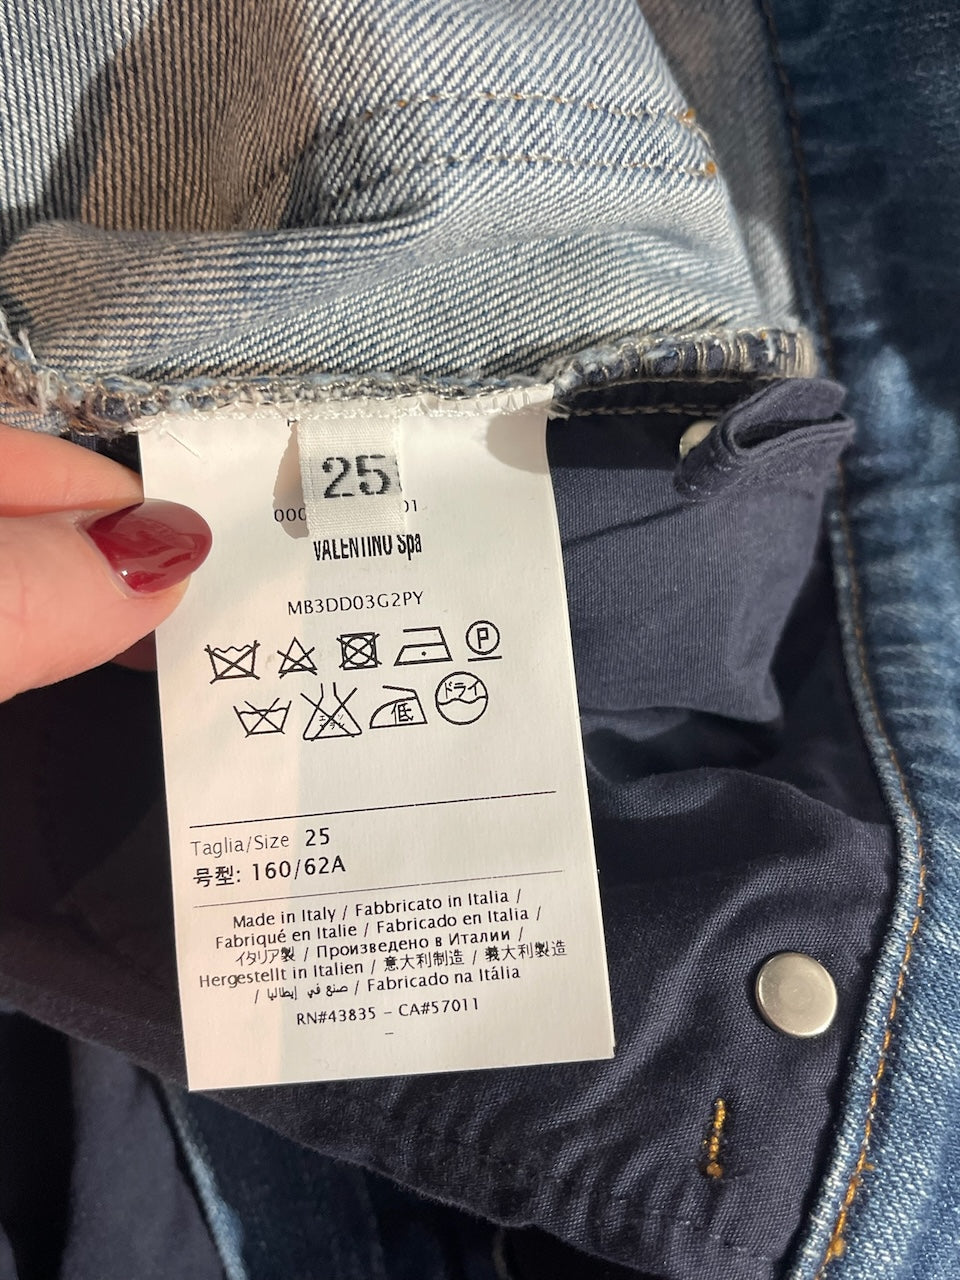 25
VALENTINO Spa
MB3DD03G2PY
P
ドライ
低
Taglia/Size 25
号型: 160/62A
Made in Italy / Fabbricato in Italia /
Fabriqué en Italie / Fabricado en Italia /
イタリア製 / Произведено в Италии /
Hergestellt in Italien / 意大利制造 / 義大利製造
/ صنع في إيطاليا / Fabricado na Itália
RN#43835 - CA#57011